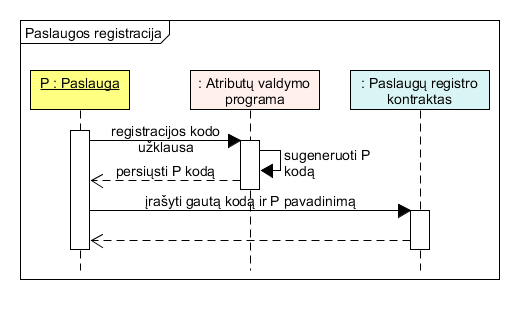 Paslaugos registracija
P : Paslauga
: Atributų valdymo
programa
: Paslaugų registro
kontraktas
registracijos kodo
užklausa
sugeneruoti P
kodą
persiųsti P kodą
įrašyti gautą kodą ir P pavadinimą